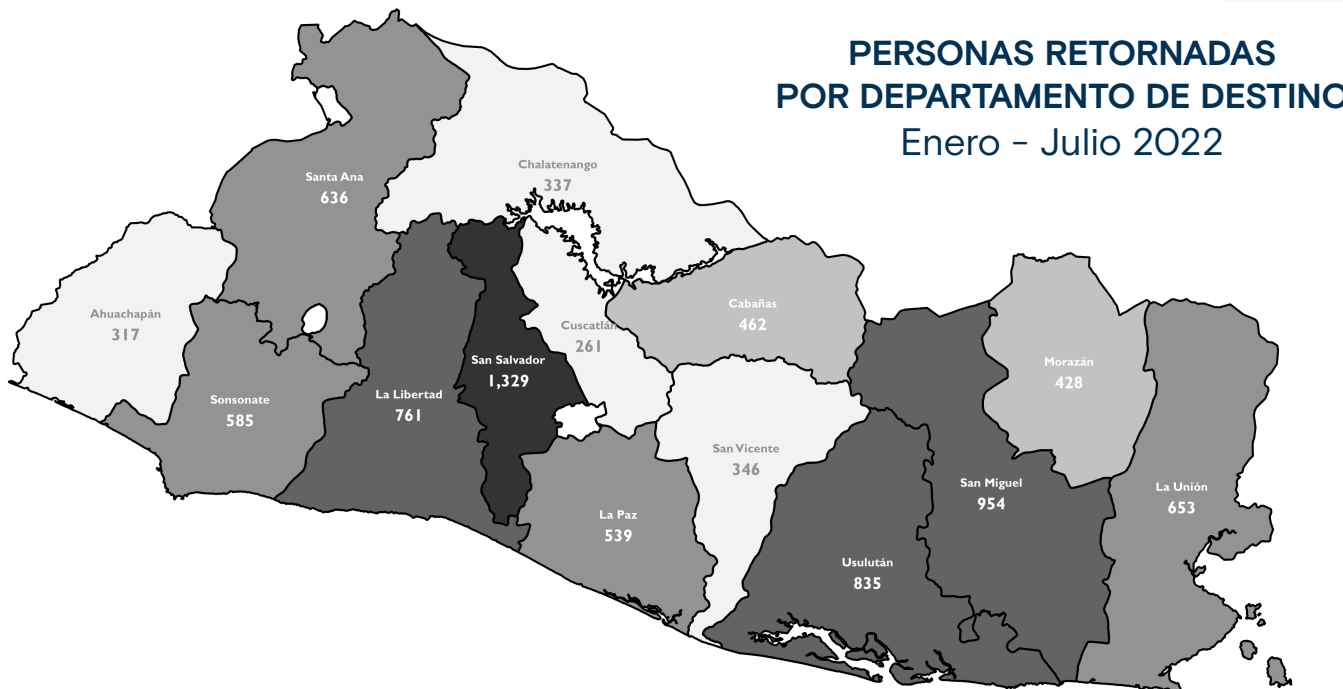 PERSONAS RETORNADAS
POR DEPARTAMENTO DE DESTINO
Enero - Julio 2022
Chalatenango
337
Santa Ana
636
Ahuachapán
317
Cabañas
462
Cuscatlán
261
San Salvador
1,329
Morazán
428
Sonsonate
585
La Libertad
761
San Vicente
346
San Miguel
954
La Unión
653
La Paz
539
Usulután
835